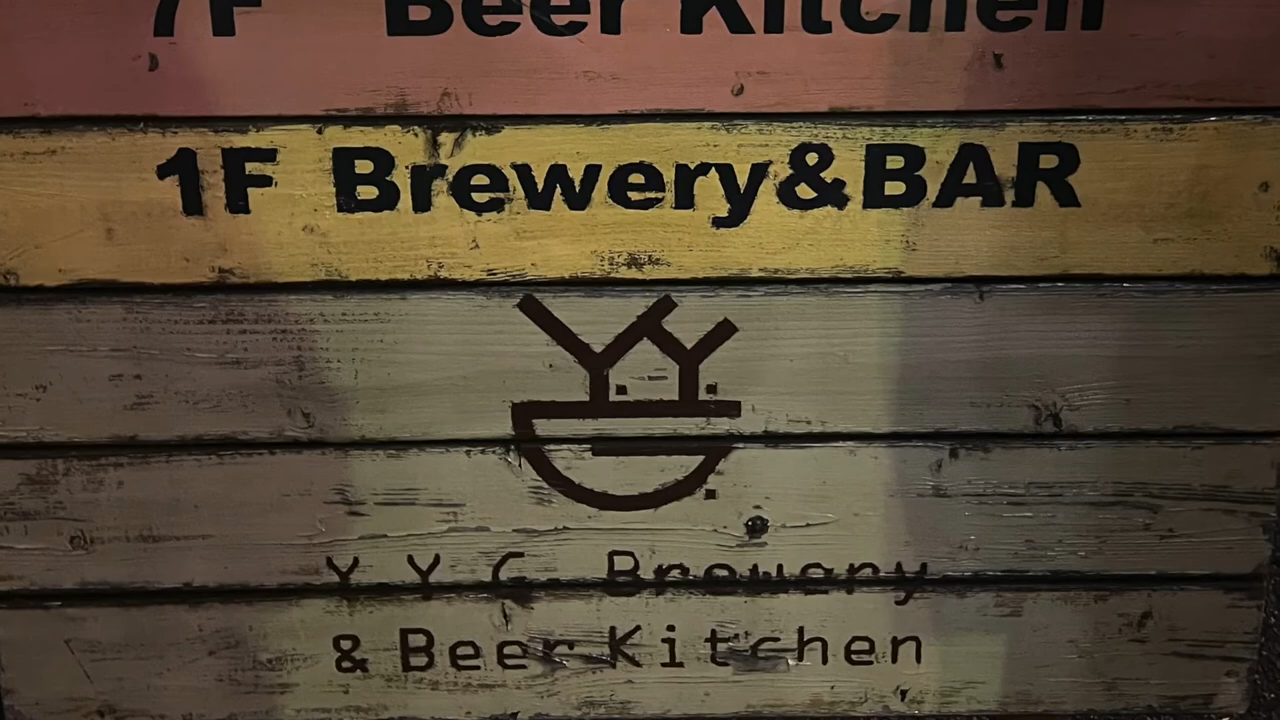 7F Beer Kitchen
1F Brewery&BAR
Y.Y.G. Brewery
& Beer Kitchen